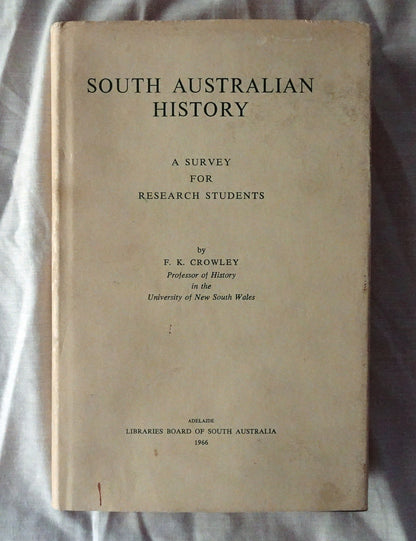 SOUTH AUSTRALIAN
HISTORY
A SURVEY
FOR
RESEARCH STUDENTS
by
F. K. CROWLEY
Professor of History
in the
University of New South Wales
ADELAIDE
LIBRARIES BOARD OF SOUTH AUSTRALIA
1966